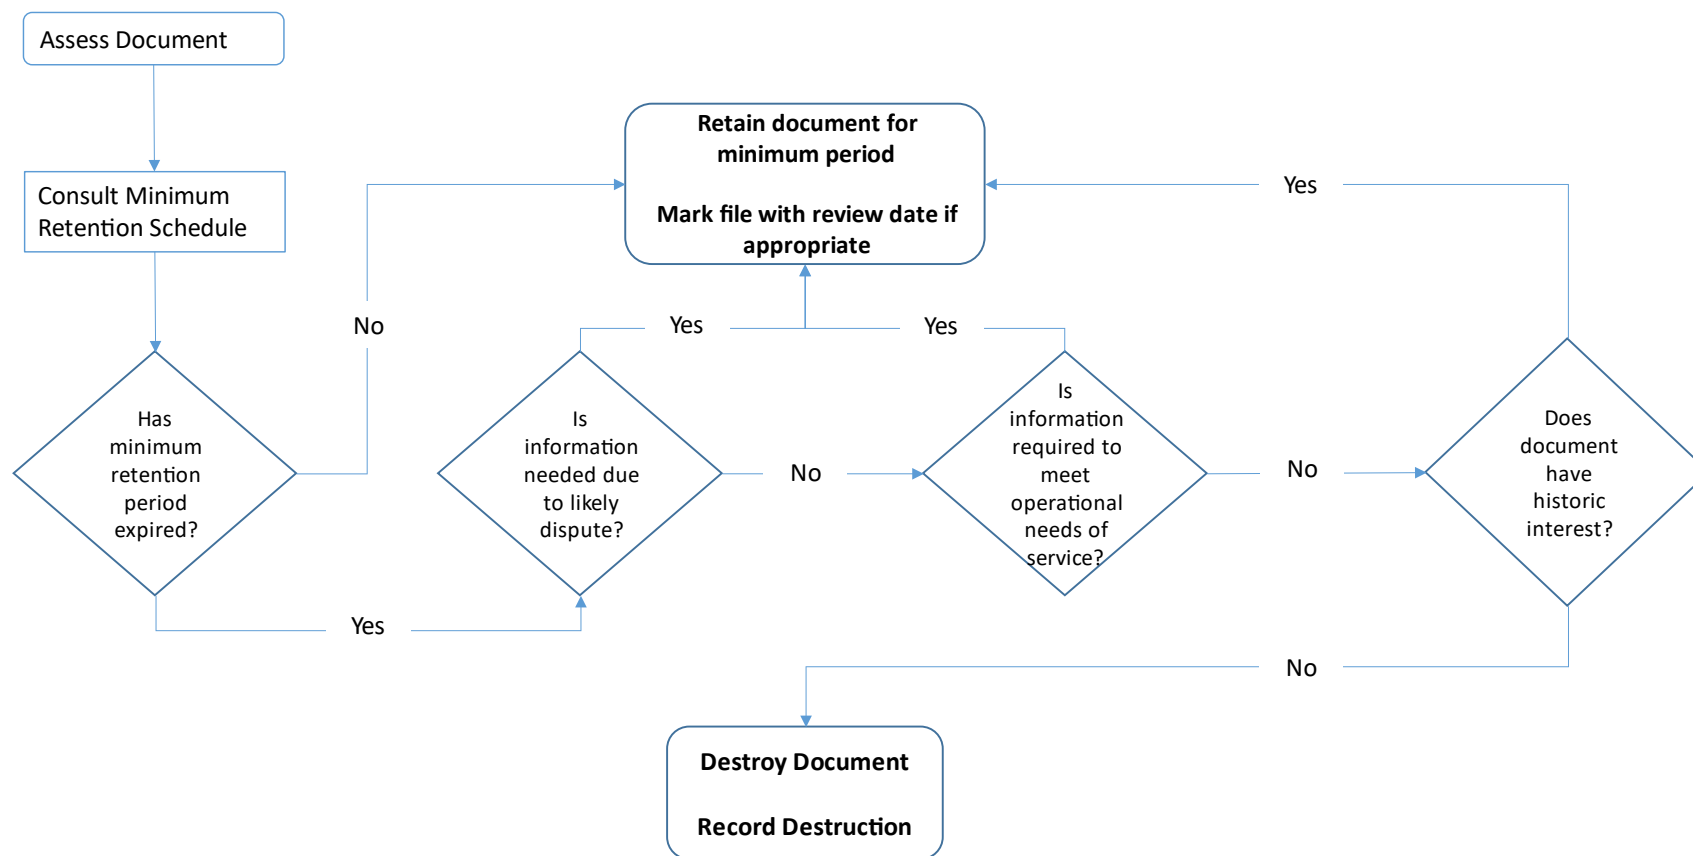 Assess Document
Consult Minimum
Retention Schedule
Has
minimum
retention
period
expired?
No
Yes
Retain document for
minimum period
Mark file with review date if
appropriate
Is
information
needed due
to likely
dispute?
Yes
No
Is
information
required to
meet
operational
needs of
service?
Yes
No
Does
document
have
historic
interest?
Yes
No
Destroy Document
Record Destruction